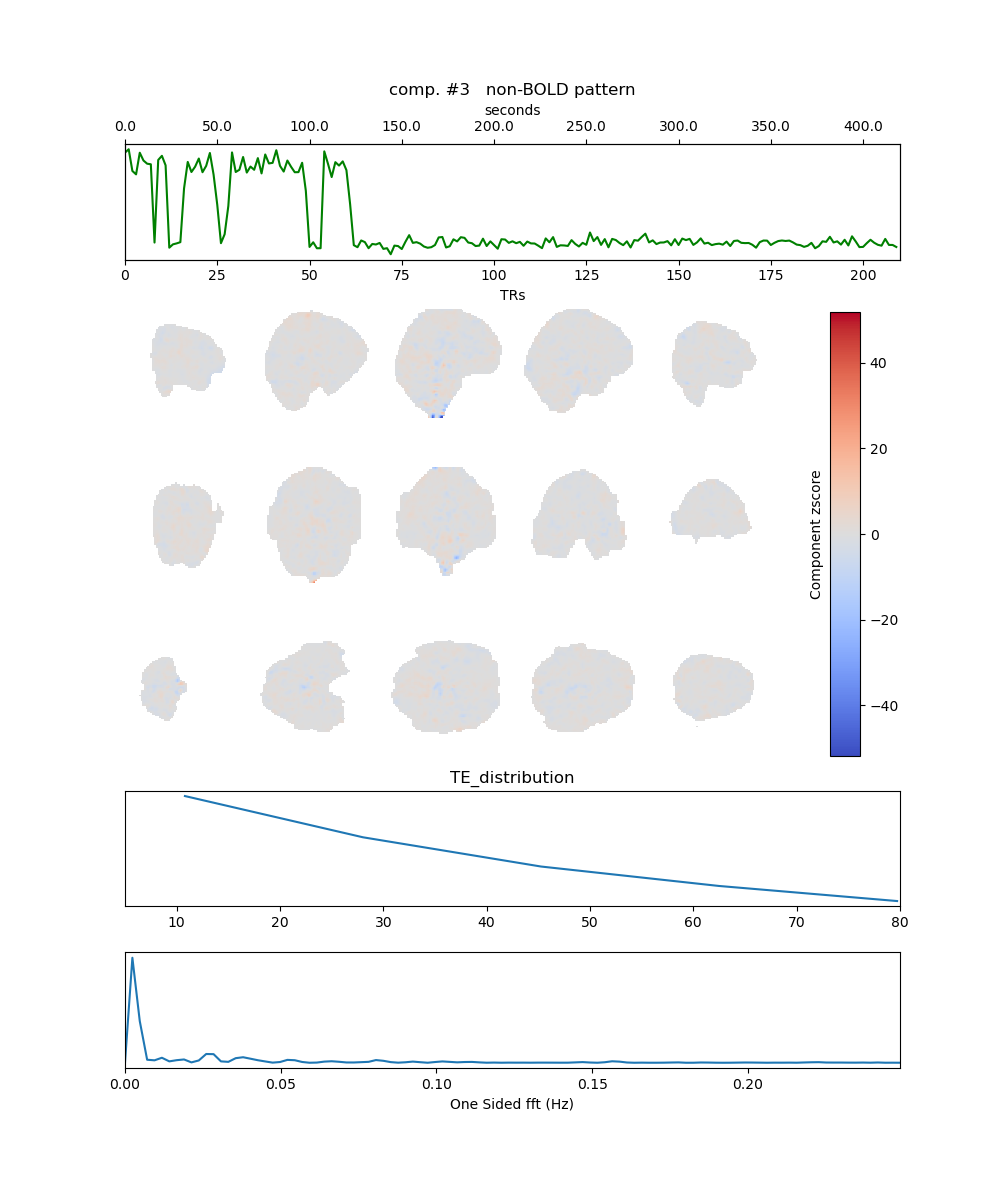 comp. #3   non-BOLD pattern
seconds
0.0 50.0 100.0 150.0 200.0 250.0 300.0 350.0 400.0
0 25 50 75 100 125 150 175 200
TRs
40
20
0
−20
−40
Component zscore
TE_distribution
10 20 30 40 50 60 70 80
0.00 0.05 0.10 0.15 0.20
One Sided fft (Hz)